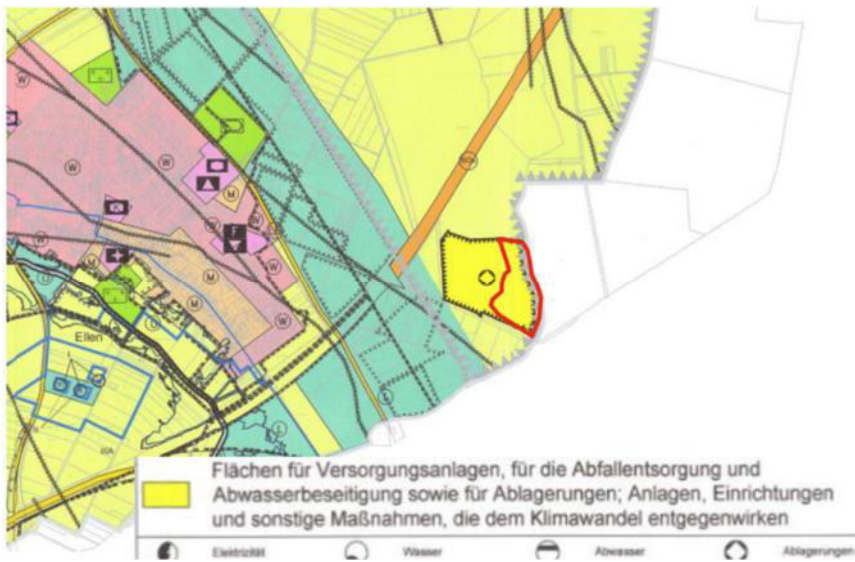 W
W
W
W
M
W
F
W
W
M
W
M
M
W
Ellen
L
L
IIIA
Flächen für Versorgungsanlagen, für die Abfallentsorgung und
Abwasserbeseitigung sowie für Ablagerungen; Anlagen, Einrichtungen
und sonstige Maßnahmen, die dem Klimawandel entgegenwirken
Elektrizität Wasser Abwasser Ablagerungen